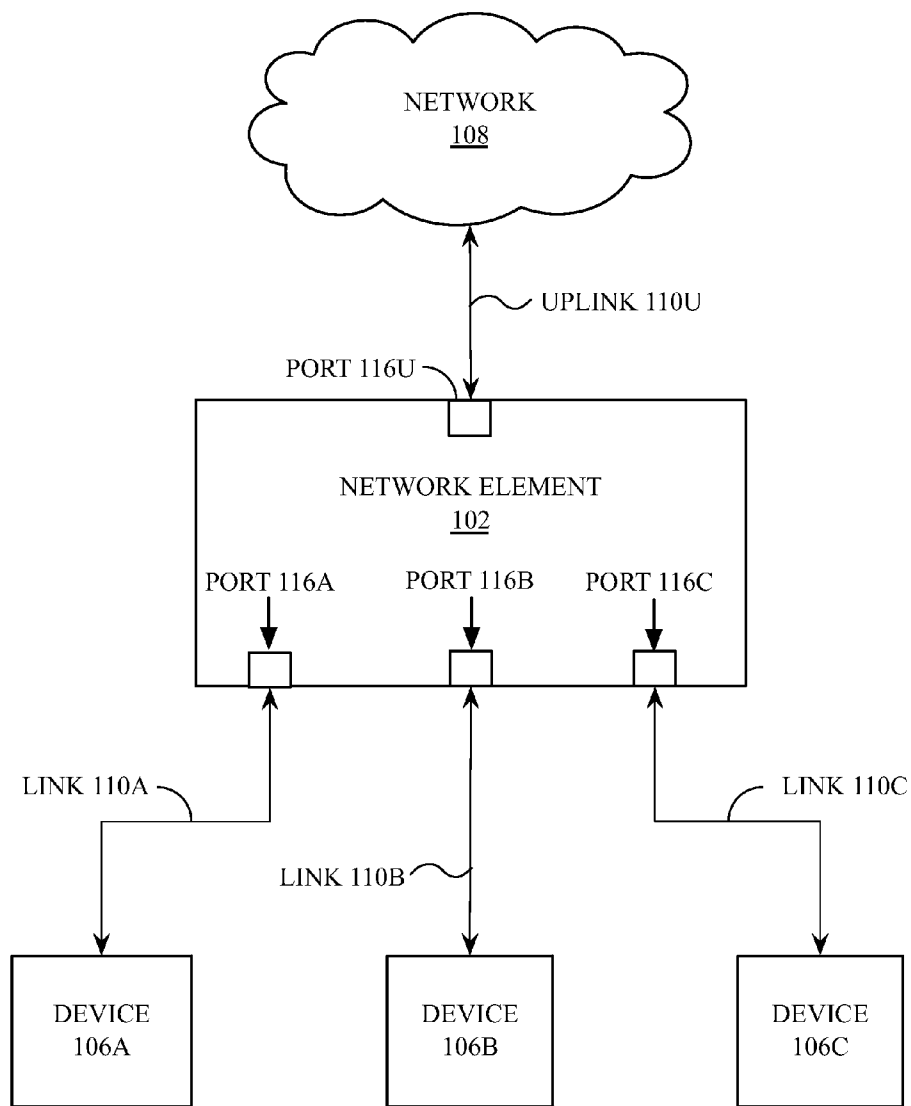 NETWORK
108
UPLINK 110U
PORT 116U
NETWORK ELEMENT
102
PORT 116A
PORT 116B
PORT 116C
LINK 110A
LINK 110C
LINK 110B
DEVICE
106A
DEVICE
106B
DEVICE
106C